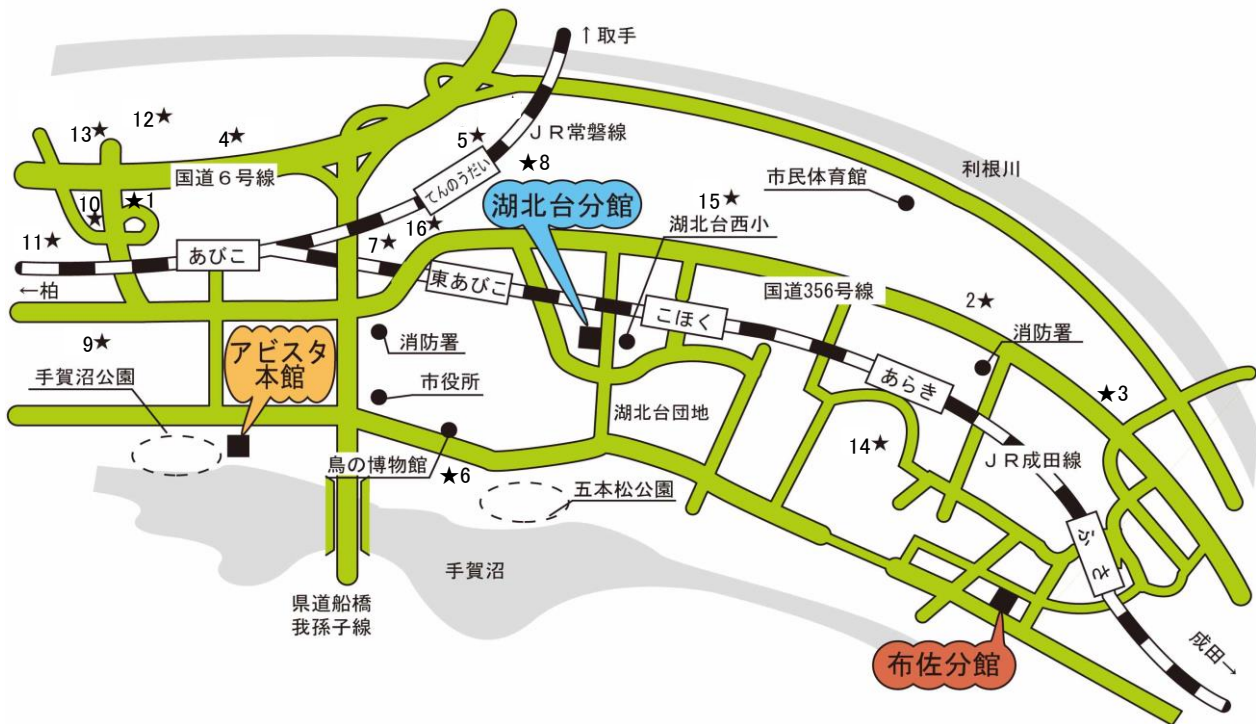 ↑取手
12★
13★
4★
5★
JR常磐線
★8
国道6号線
てんのうだい
利根川
市民体育館
10★
★1
湖北台分館
15★
湖北台西小
16★
11★
あびこ
7★
←柏
東あびこ
国道356号線
2★
こほく
消防署
消防署
9★
アビスタ
本館
あらき
手賀沼公園
市役所
★3
湖北台団地
14★
鳥の博物館
★6
JR成田線
五本松公園
ふさ
手賀沼
県道船橋
我孫子線
布佐分館
成田→